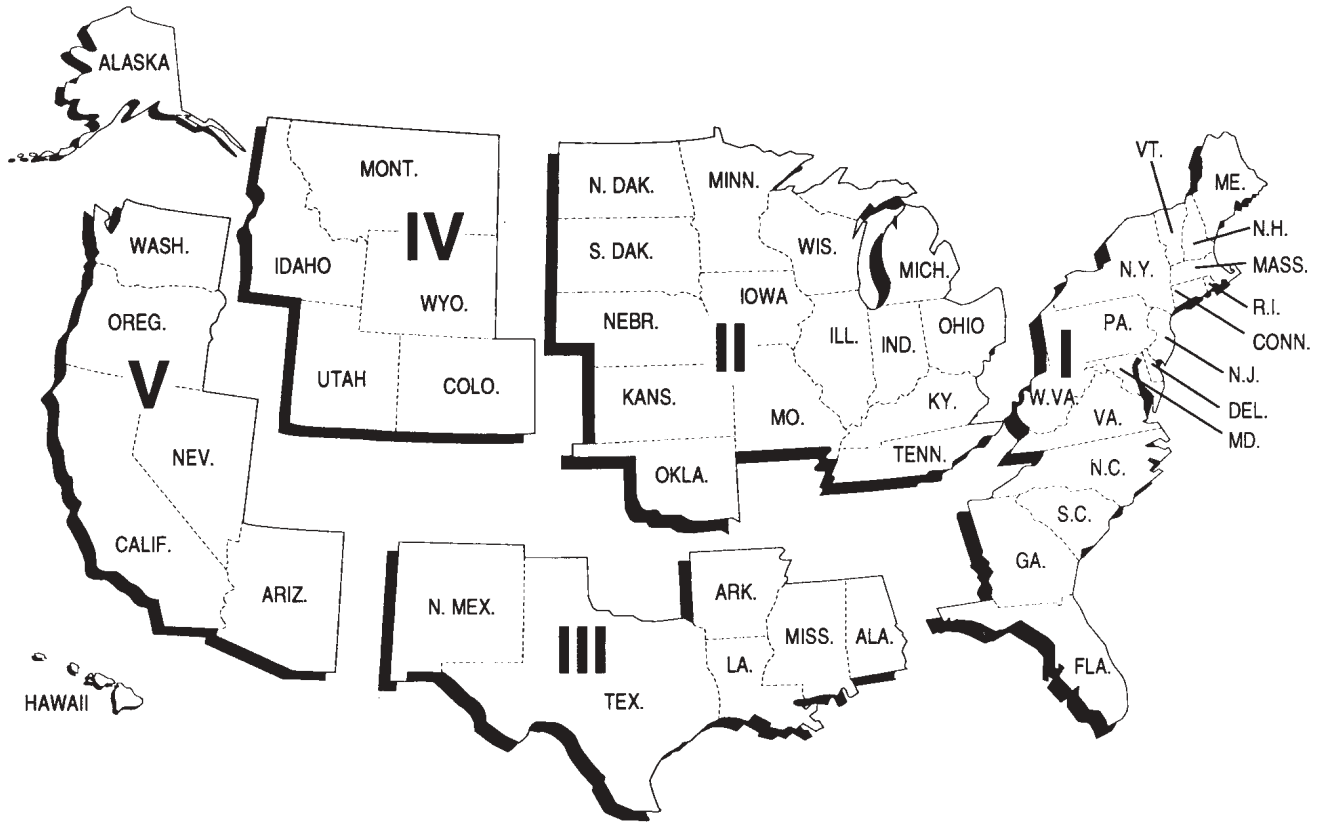 ALASKA
WASH.
OREG.
V
NEV.
CALIF.
ARIZ.
HAWAII
MONT.
IV
IDAHO
WYO.
UTAH
COLO.
N. DAK.
MINN.
S. DAK.
WIS.
MICH.
NEBR.
IOWA
II
ILL.
IND.
OHIO
KANS.
MO.
KY.
OKLA.
TENN.
N. MEX.
III
TEX.
ARK.
LA.
MISS.
ALA.
VT.
ME.
N.H.
N.Y.
MASS.
R.I.
PA.
CONN.
I
N.J.
W.VA.
DEL.
VA.
MD.
N.C.
S.C.
GA.
FLA.